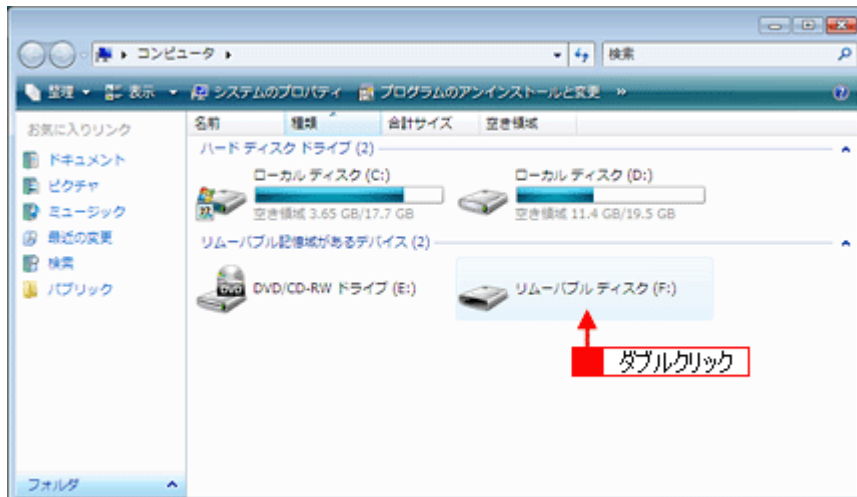 コンピュータ
検索
整理 表示 システムのプロパティ プログラムのアンインストールと変更 »
お気に入りリンク
ドキュメント
ピクチャ
ミュージック
最近の変更
検索
パブリック
フォルダ
名前 種類 合計サイズ 空き領域
ハード ディスク ドライブ (2)
ローカル ディスク (C:)
空き領域 3.65 GB/17.7 GB
ローカル ディスク (D:)
空き領域 11.4 GB/19.5 GB
リムーバブル記憶域があるデバイス (2)
DVD
DVD/CD-RW ドライブ (E:)
リムーバブル ディスク (F:)
ダブルクリック